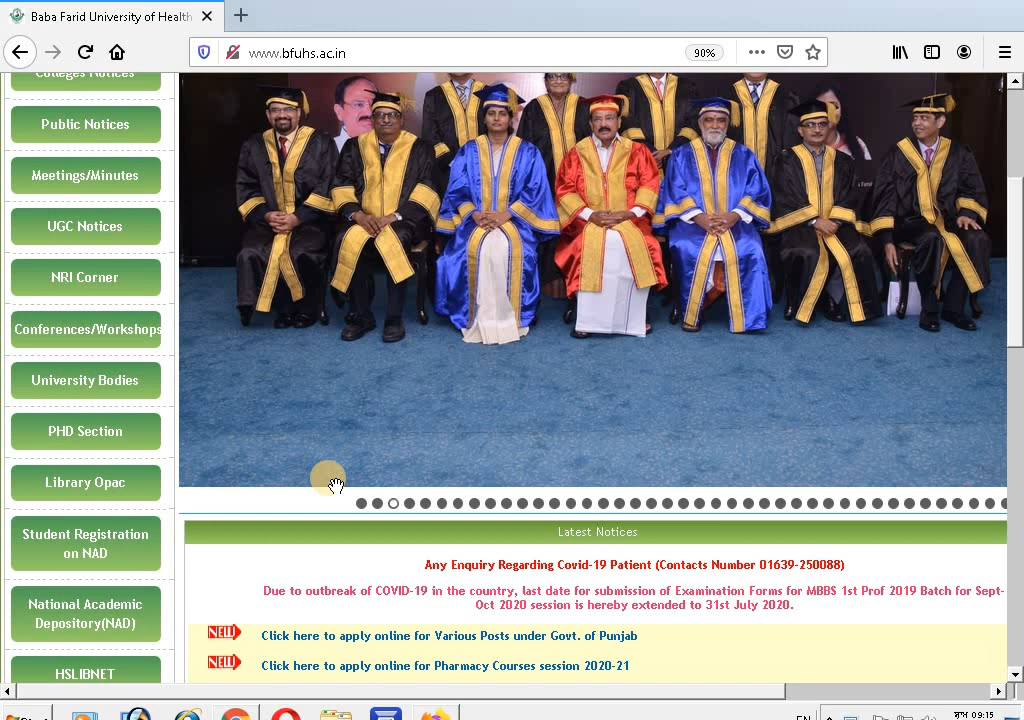 Baba Farid University of Health
www.bfuhs.ac.in
90%
Colleges Notices
Public Notices
Meetings/Minutes
UGC Notices
NRI Corner
Conferences/Workshops
University Bodies
PHD Section
Library Opac
Student Registration
on NAD
National Academic
Depository(NAD)
HSLIBNET
Latest Notices
Any Enquiry Regarding Covid-19 Patient (Contacts Number 01639-250088)
Due to outbreak of COVID-19 in the country, last date for submission of Examination Forms for MBBS 1st Prof 2019 Batch for Sept-
Oct 2020 session is hereby extended to 31st July 2020.
NEW
Click here to apply online for Various Posts under Govt. of Punjab
NEW
Click here to apply online for Pharmacy Courses session 2020-21
EN
ਸ਼ਾਮ 09:15